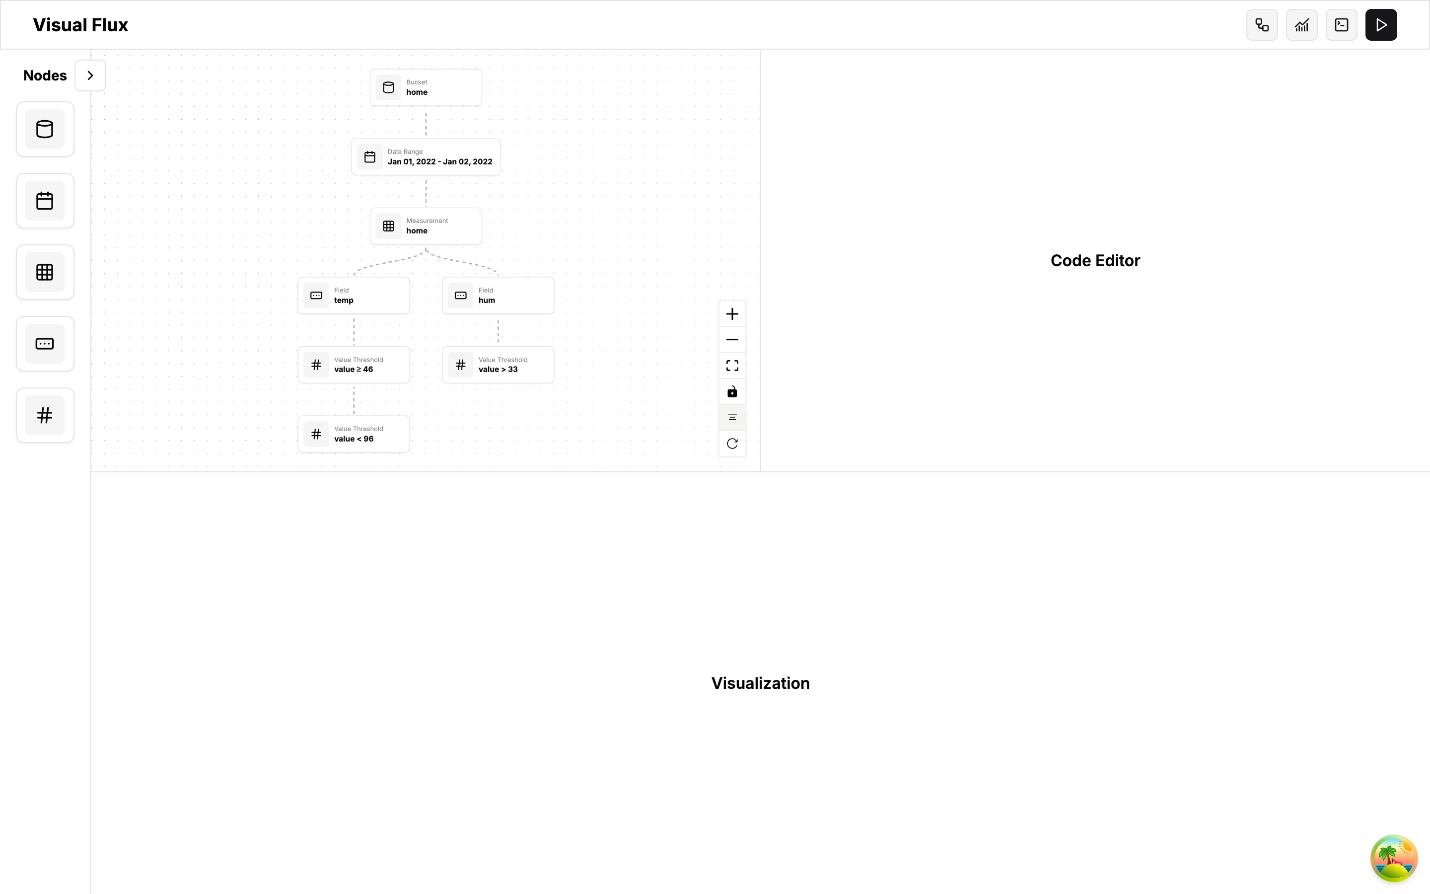 Visual Flux
Nodes
Bucket
home
Date Range
Jan 01, 2022 - Jan 02, 2022
Measurement
home
Field
temp
Field
hum
Value Threshold
value ≥ 46
Value Threshold
value > 33
Value Threshold
value < 96
Code Editor
Visualization